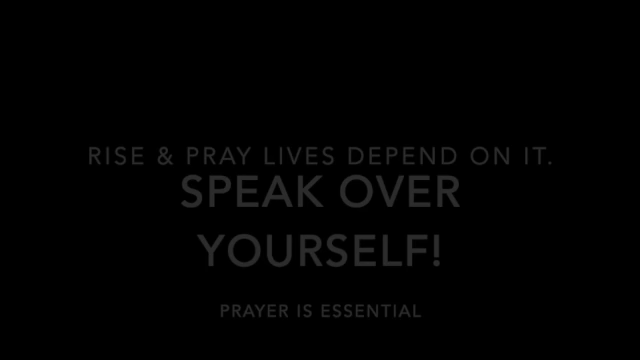 RISE & PRAY LIVES DEPEND ON IT.
SPEAK OVER
YOURSELF!
PRAYER IS ESSENTIAL